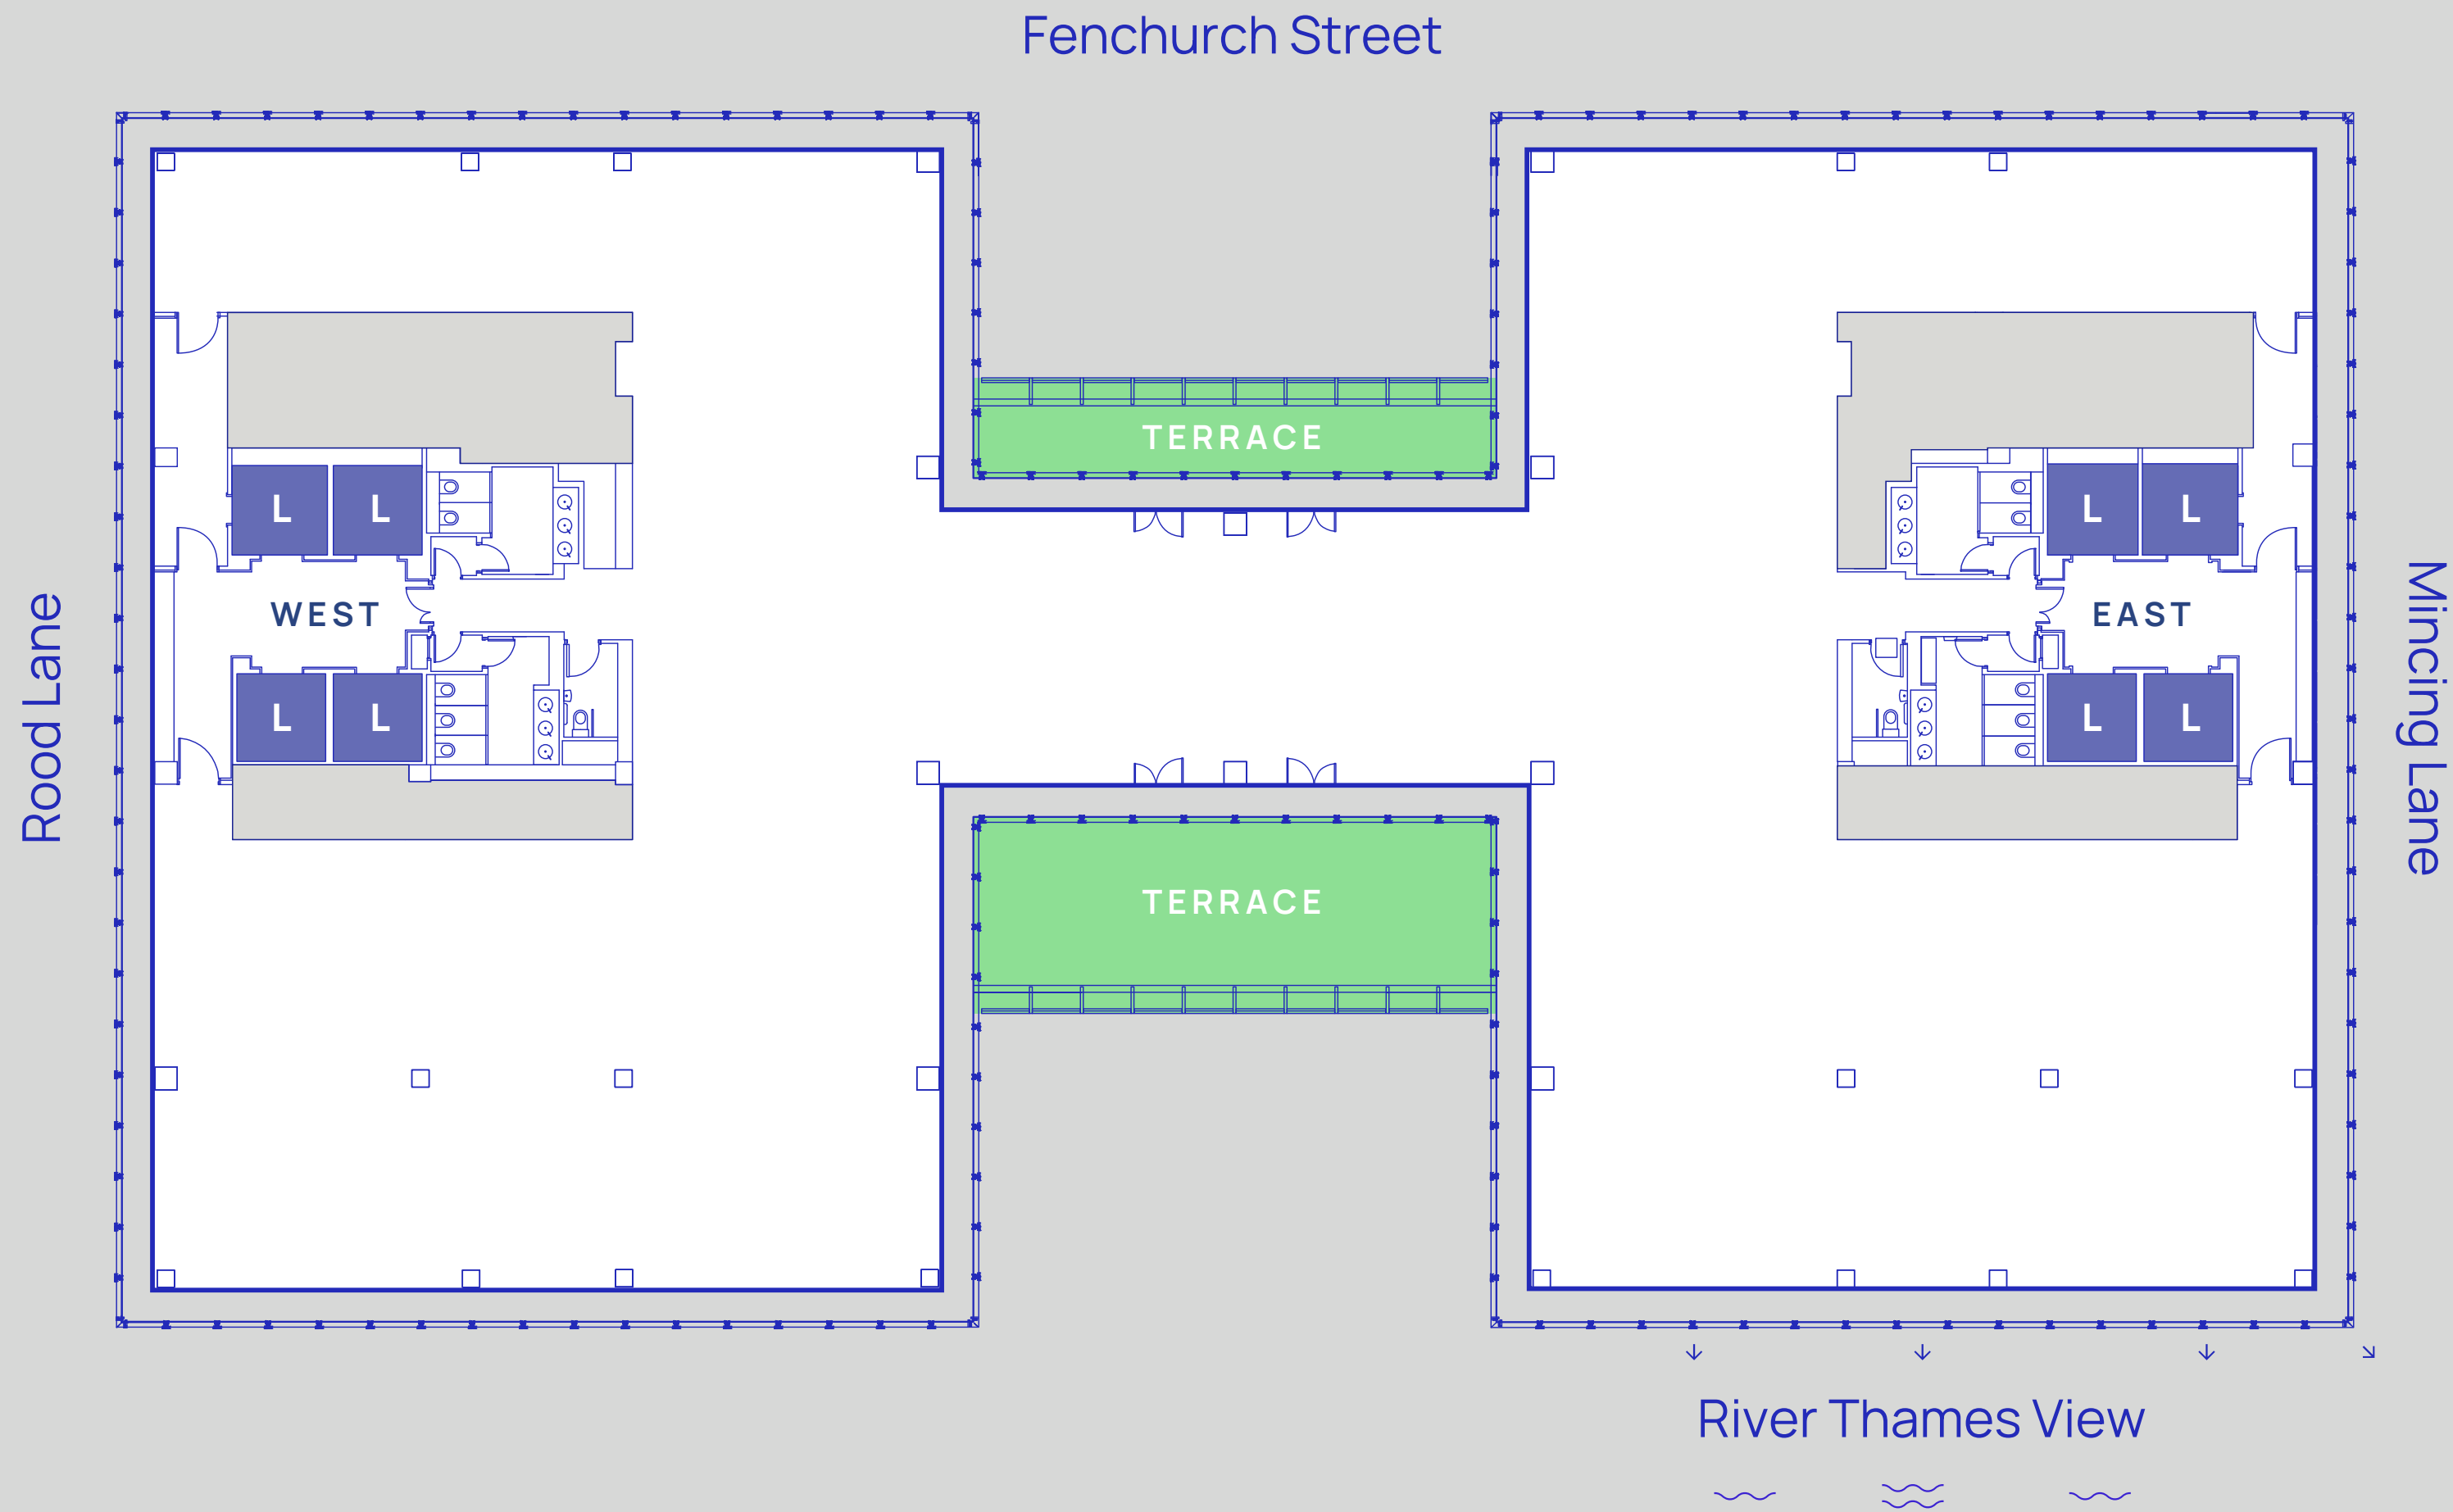 Fenchurch Street
TERRACE
L L
L L
Rood Lane
WEST
EAST
Mincing Lane
L L
L L
TERRACE
River Thames View